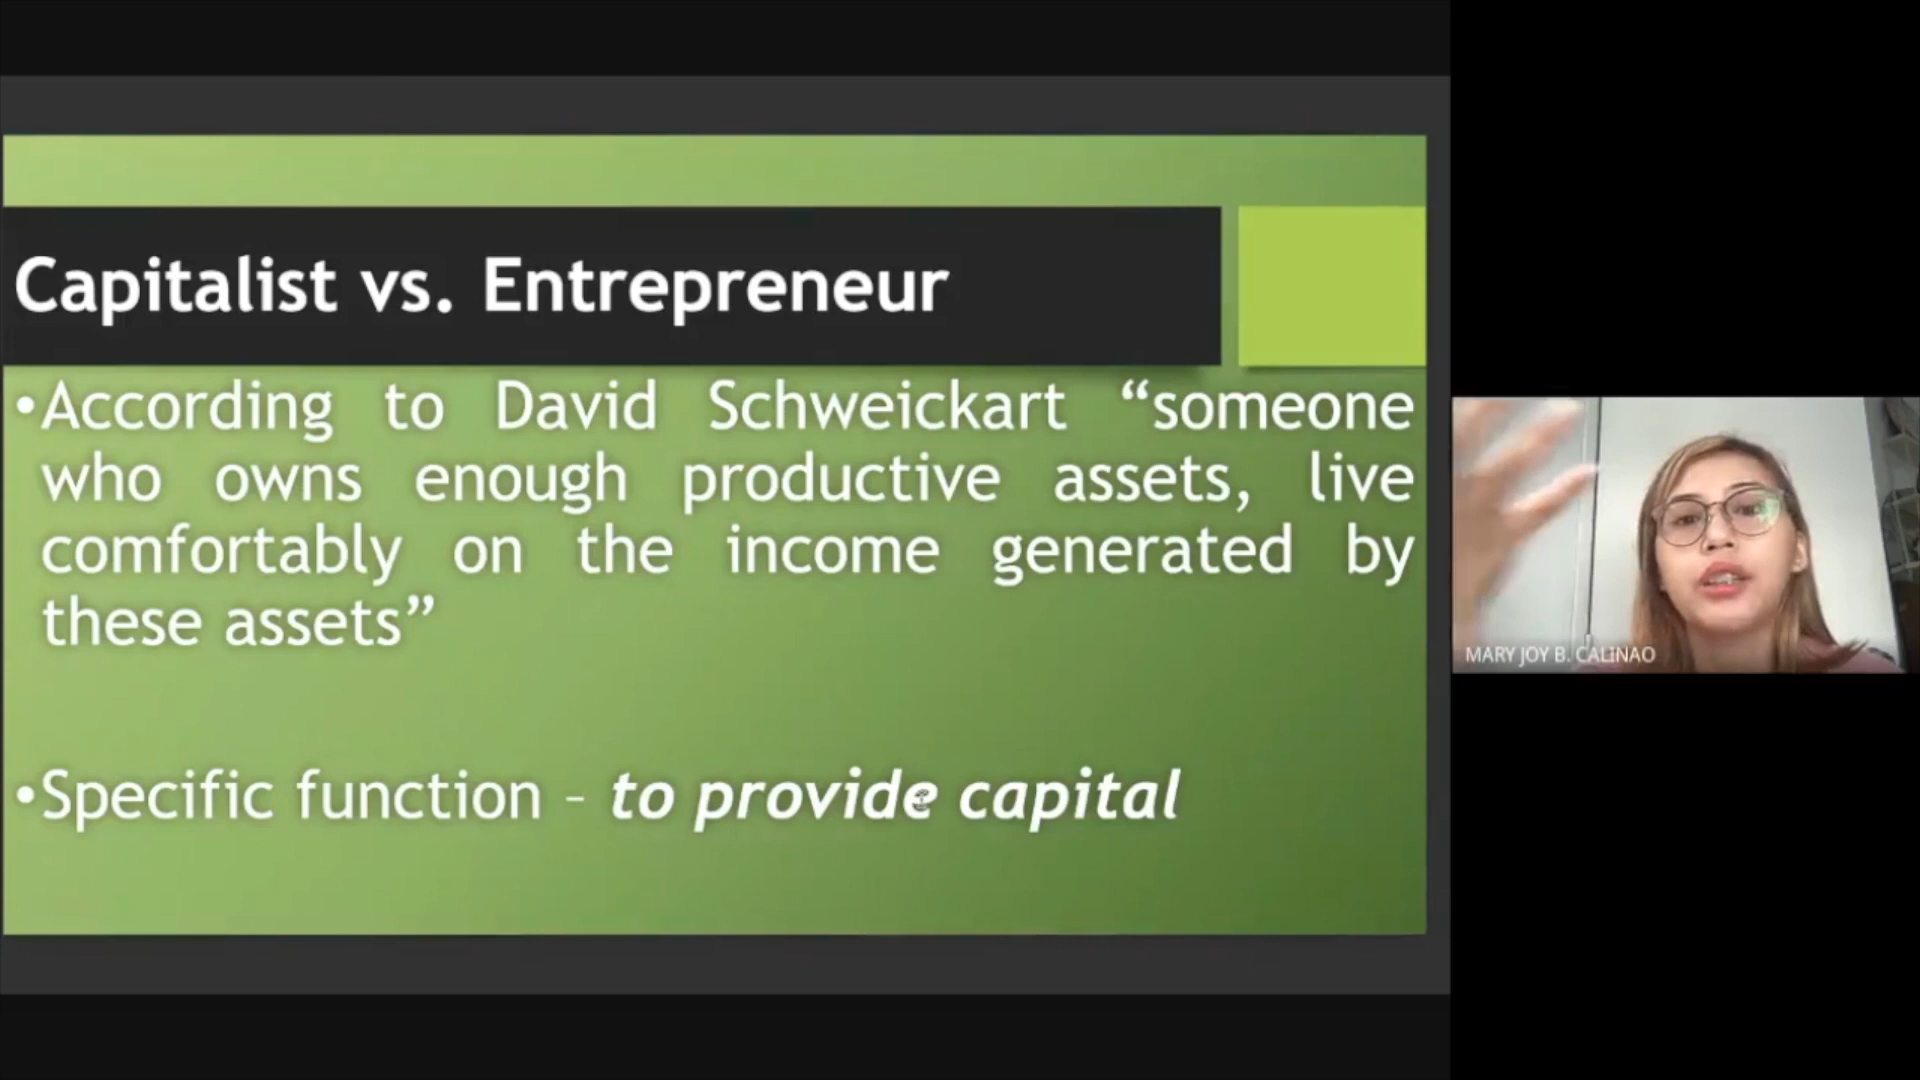 Capitalist vs. Entrepreneur
•According to David Schweickart “someone
who owns enough productive assets, live
comfortably on the income generated by
these assets”
•Specific function – to provide capital
MARY JOY B. CALINAO